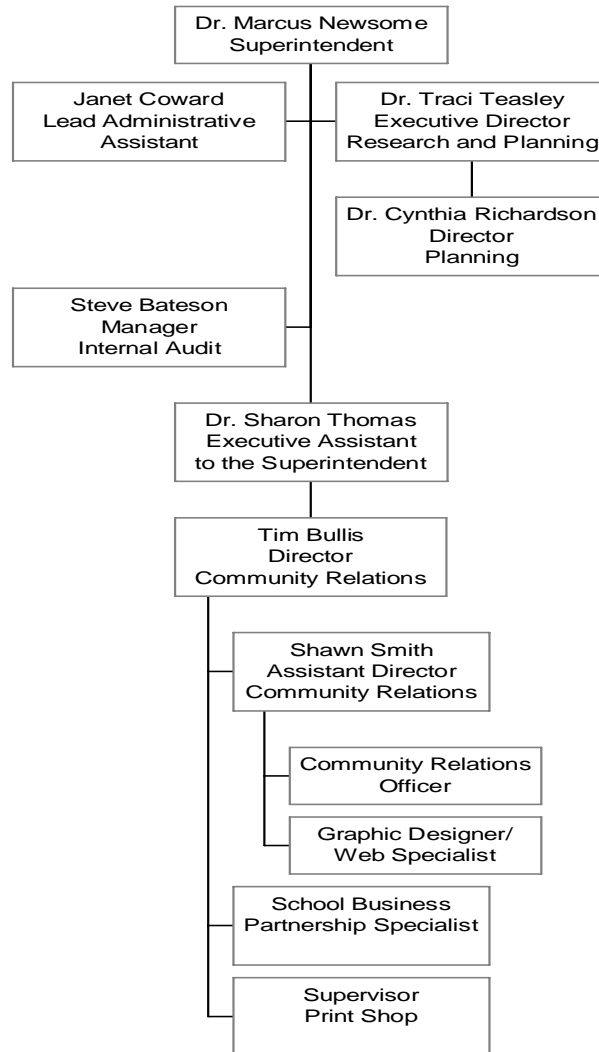 Dr. Marcus Newsome
Superintendent
Janet Coward
Lead Administrative
Assistant
Dr. Traci Teasley
Executive Director
Research and Planning
Dr. Cynthia Richardson
Director
Planning
Steve Bateson
Manager
Internal Audit
Dr. Sharon Thomas
Executive Assistant
to the Superintendent
Tim Bullis
Director
Community Relations
Shawn Smith
Assistant Director
Community Relations
Community Relations
Officer
Graphic Designer/
Web Specialist
School Business
Partnership Specialist
Supervisor
Print Shop